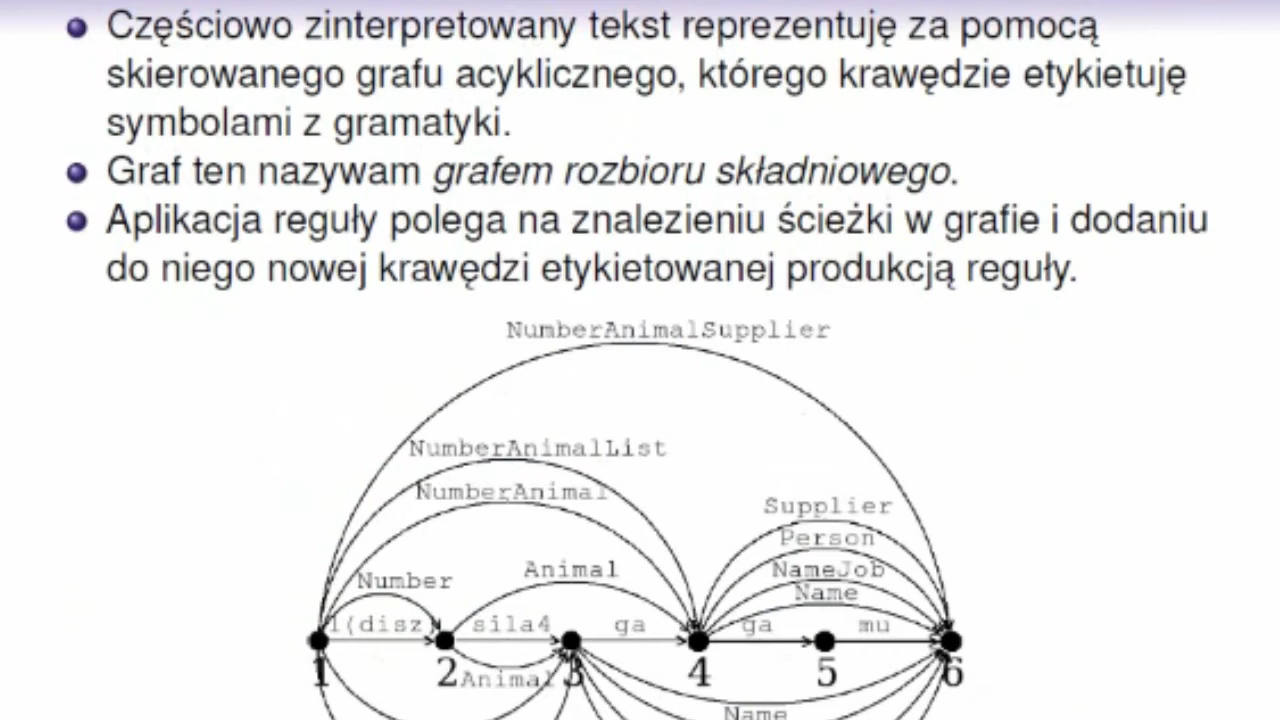 Częściowo zinterpretowany tekst reprezentuję za pomocą
skierowanego grafu acyklicznego, którego krawędzie etykietuję
symbolami z gramatyki.
Graf ten nazywam grafem rozbioru składniowego.
Aplikacja reguły polega na znalezieniu ścieżki w grafie i dodaniu
do niego nowej krawędzi etykietowanej produkcją reguły.
NumberAnimalSupplier
NumberAnimalList
NumberAnimal
Supplier
Person
NameJob
Name
Number
Animal
1(disz)
sila4
ga
ga
mu
1
2
3
4
5
6
Animal
Name